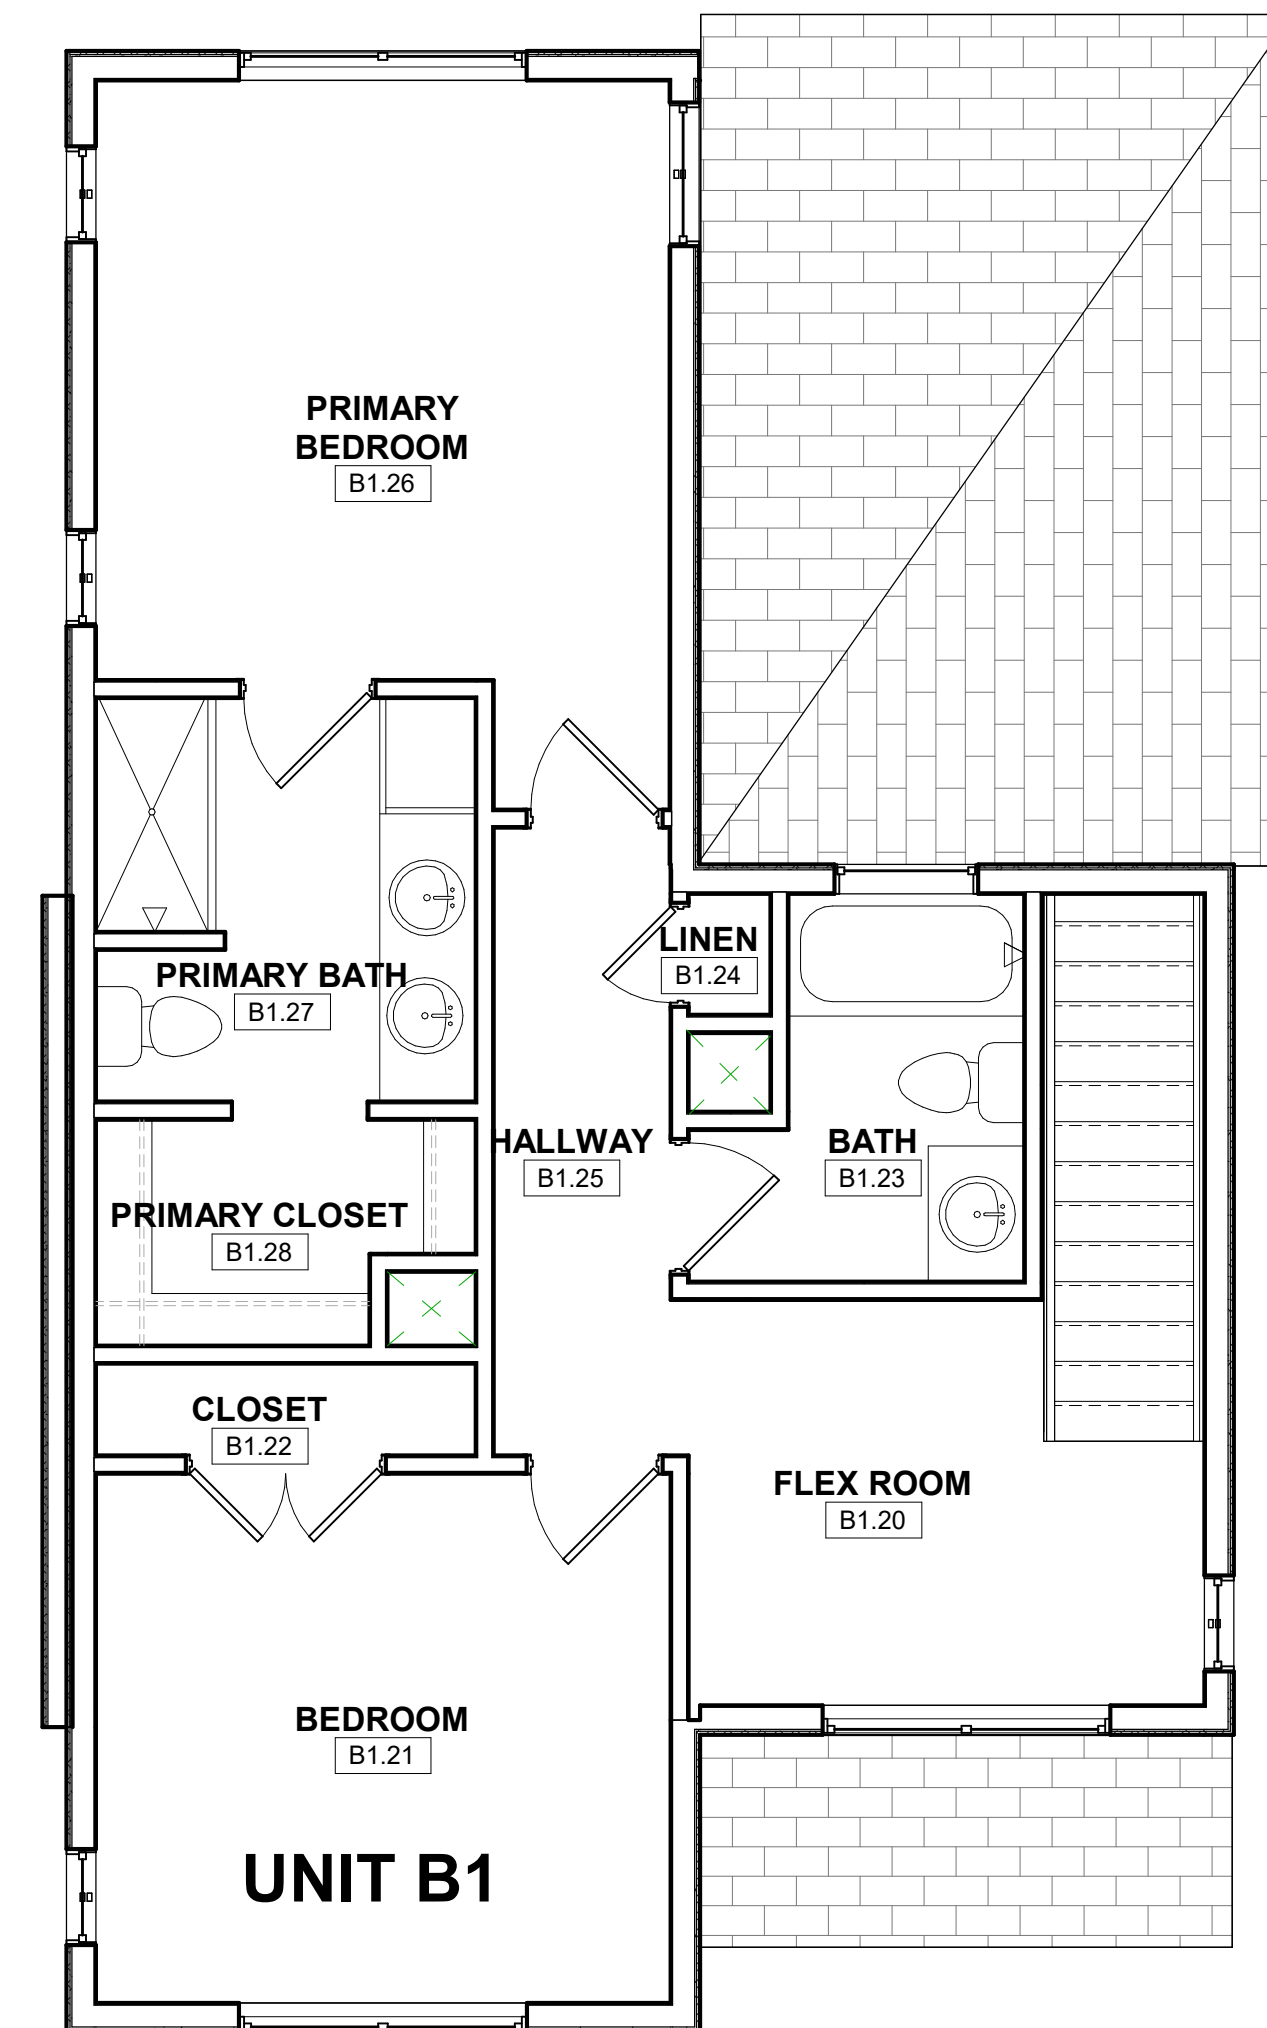 PRIMARY
BEDROOM
B1.26
LINEN
B1.24
PRIMARY BATH
B1.27
HALLWAY
B1.25
BATH
B1.23
PRIMARY CLOSET
B1.28
CLOSET
B1.22
FLEX ROOM
B1.20
BEDROOM
B1.21
UNIT B1